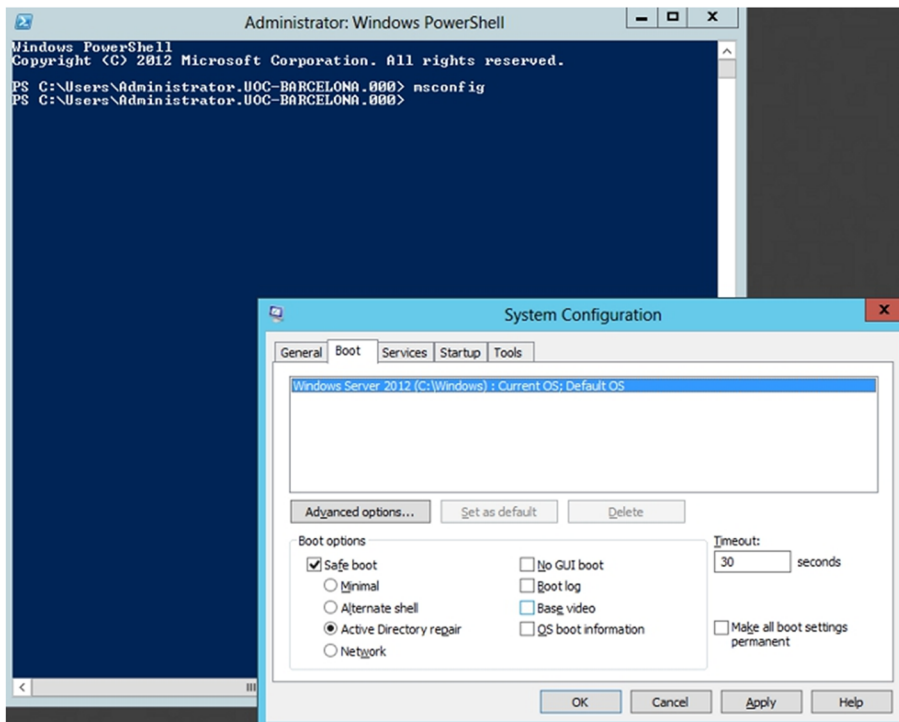 Administrator: Windows PowerShell
Windows PowerShell
Copyright (C) 2012 Microsoft Corporation. All rights reserved.
PS C:\Users\Administrator.UOC-BARCELONA.000> msconfig
PS C:\Users\Administrator.UOC-BARCELONA.000>
System Configuration
General Boot Services Startup Tools
Windows Server 2012 (C:\Windows) : Current OS; Default OS
Advanced options... Set as default Delete
Boot options
Safe boot
Minimal
Alternate shell
Active Directory repair
Network
No GUI boot
Boot log
Base video
OS boot information
Timeout:
30 seconds
Make all boot settings
permanent
OK Cancel Apply Help